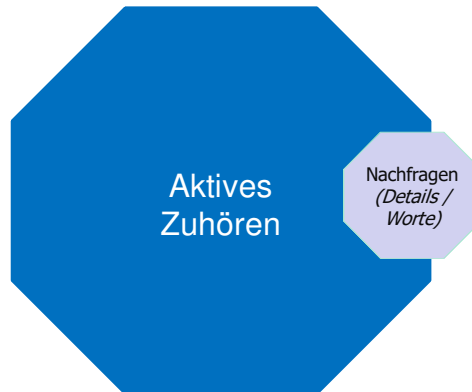 Aktives
Zuhören
Nachfragen
(Details /
Worte)